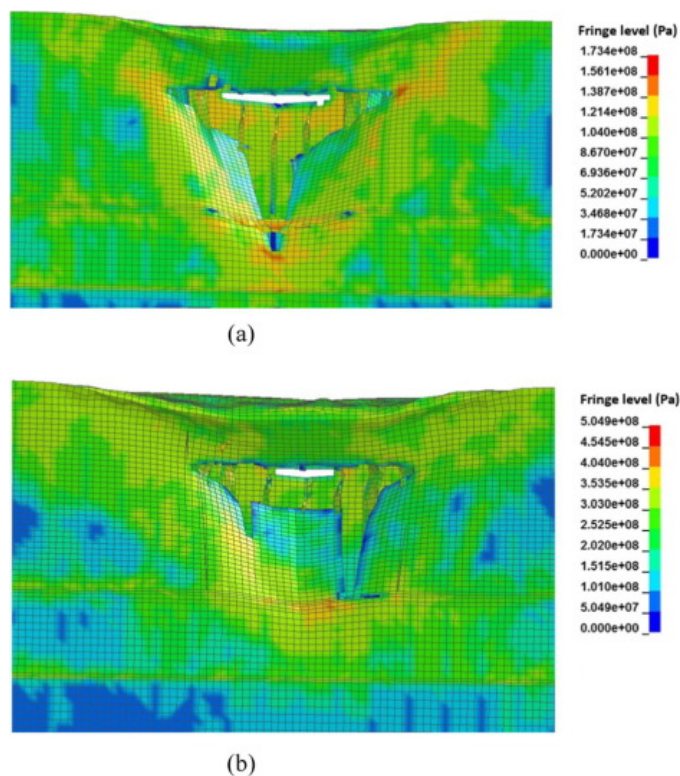 Fringe level (Pa)
1.734e+08
1.561e+08
1.387e+08
1.214e+08
1.040e+08
8.670e+07
6.936e+07
5.202e+07
3.468e+07
1.734e+07
0.000e+00
(a)
Fringe level (Pa)
5.049e+08
4.545e+08
4.040e+08
3.535e+08
3.030e+08
2.525e+08
2.020e+08
1.515e+08
1.010e+08
5.049e+07
0.000e+00
(b)